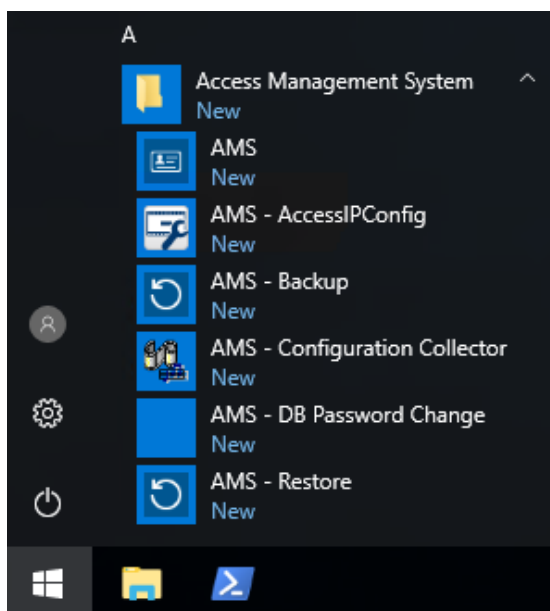 A
Access Management System
New
AMS
New
AMS - AccessIPConfig
New
AMS - Backup
New
AMS - Configuration Collector
New
AMS - DB Password Change
New
AMS - Restore
New